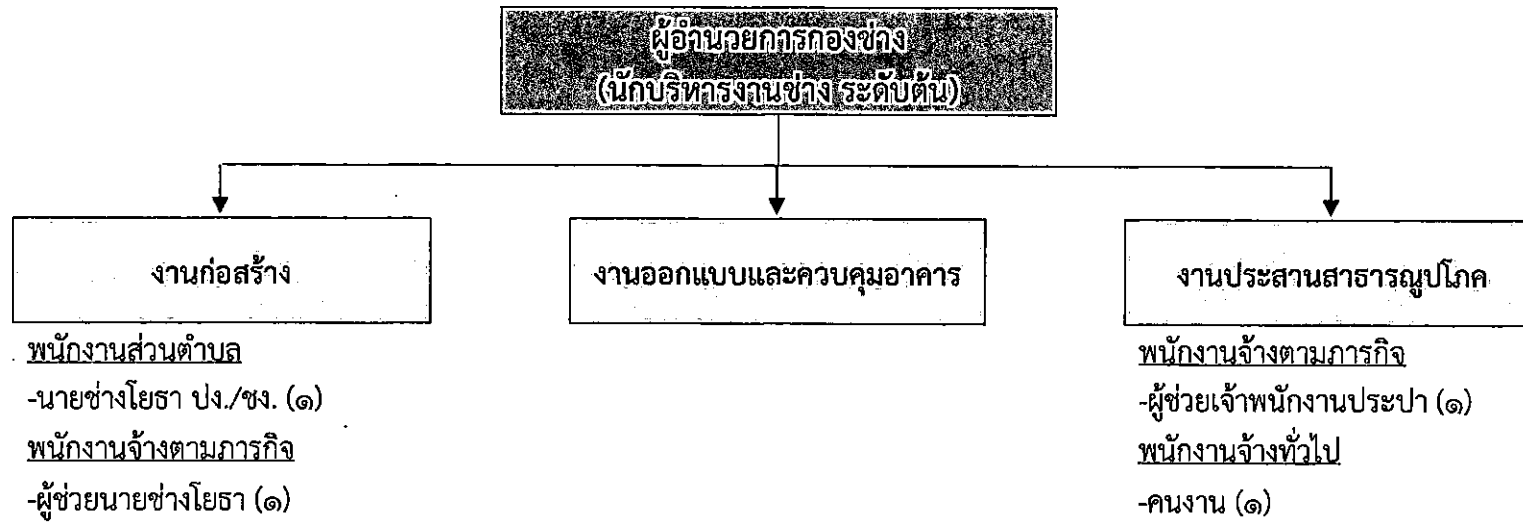 ผู้อำนวยการกองช่าง
(นักบริหารงานช่าง ระดับต้น)
งานก่อสร้าง
พนักงานส่วนตำบล
-นายช่างโยธา ปง./ชง. (๑)
พนักงานจ้างตามภารกิจ
-ผู้ช่วยนายช่างโยธา (๑)
งานออกแบบและควบคุมอาคาร
งานประสานสาธารณูปโภค
พนักงานจ้างตามภารกิจ
-ผู้ช่วยเจ้าพนักงานประปา (๑)
พนักงานจ้างทั่วไป
-คนงาน (๑)